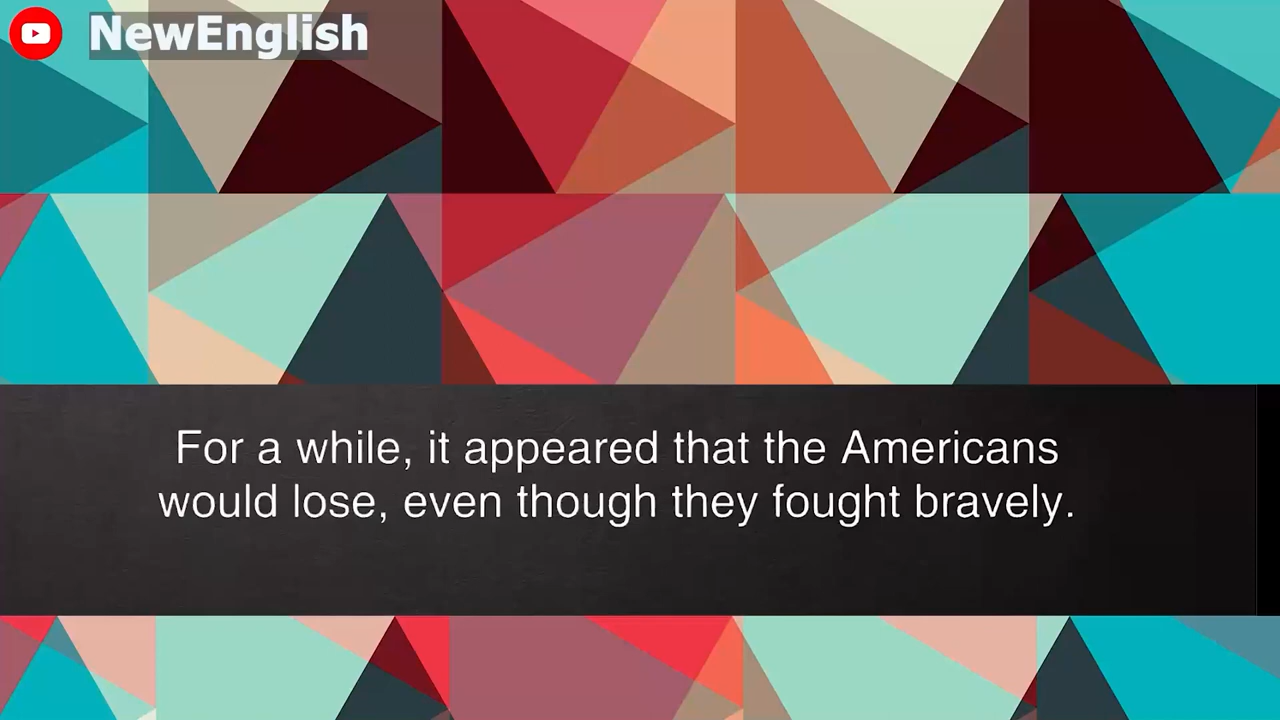 NewEnglish
For a while, it appeared that the Americans
would lose, even though they fought bravely.